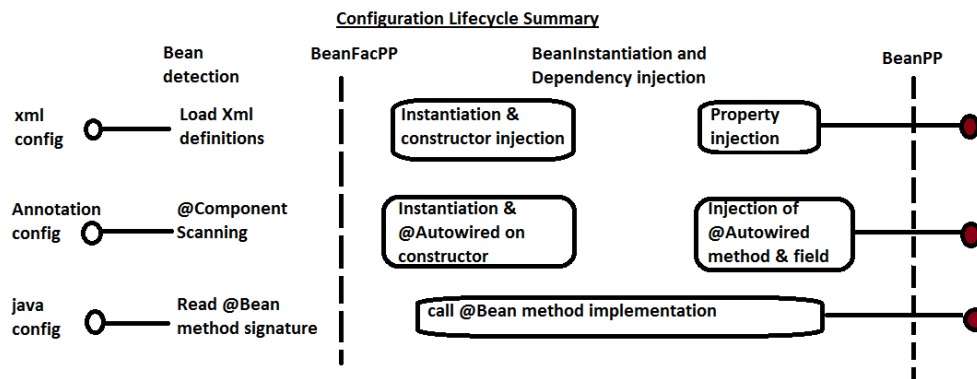 Configuration Lifecycle Summary
Bean
detection
BeanFacPP
BeanInstantiation and
Dependency injection
BeanPP
xml
config
Load Xml
definitions
Instantiation &
constructor injection
Property
injection
Annotation
config
@Component
Scanning
Instantiation &
@Autowired on
constructor
Injection of
@Autowired
method & field
java
config
Read @Bean
method signature
call @Bean method implementation